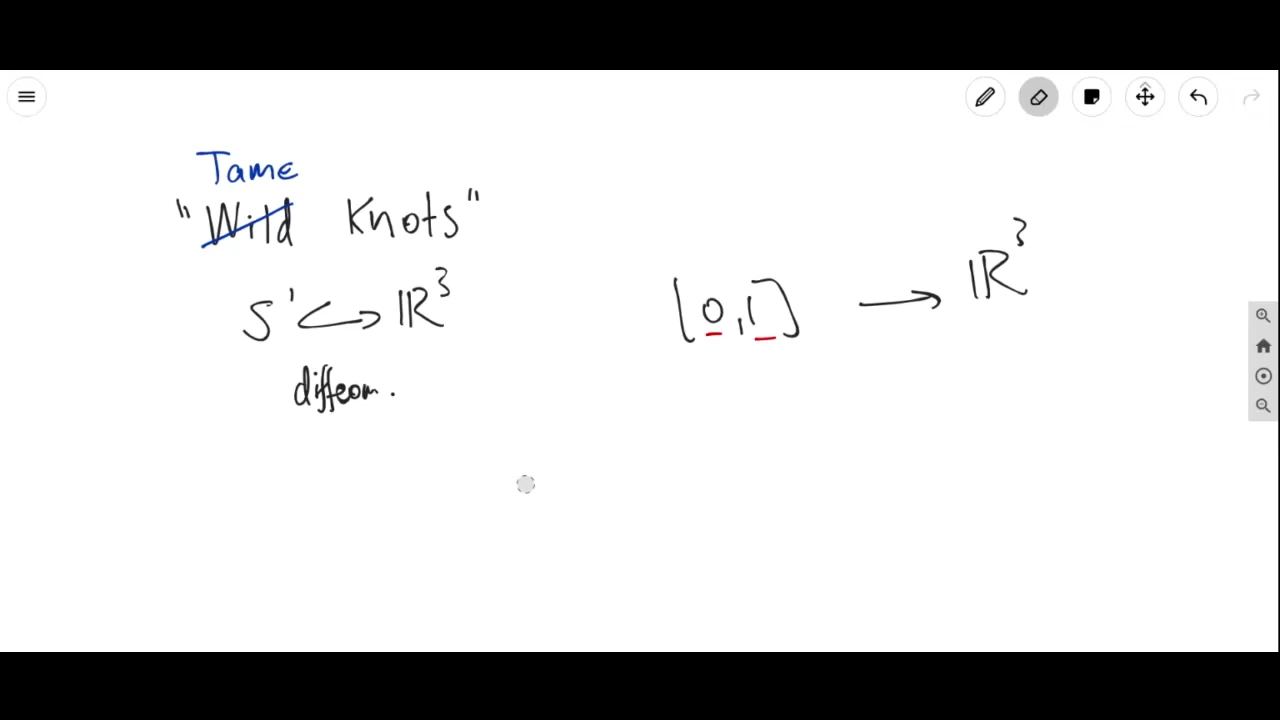 Tame
"Wild Knots"
S¹ ↪ ℝ³
diffeom.
[0,1] → ℝ³